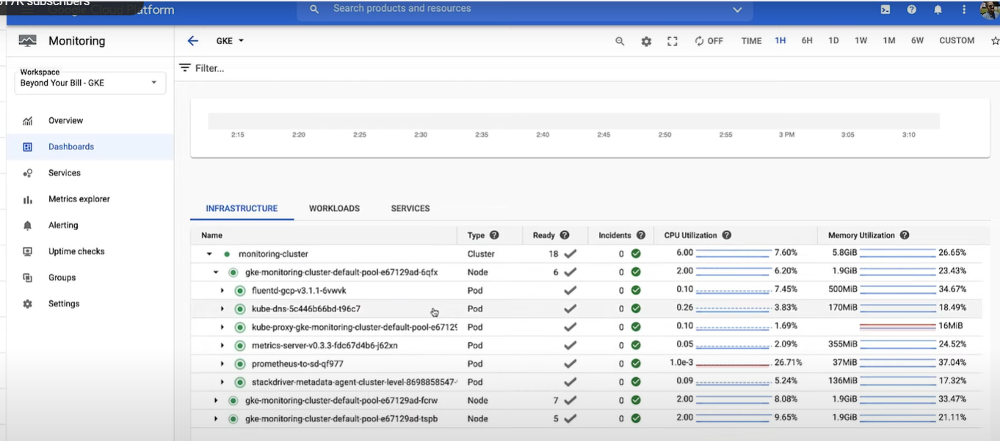 17K subscribers
Google Cloud Platform
Search products and resources
Monitoring
GKE
OFF TIME 1H 6H 1D 1W 1M 6W CUSTOM
Workspace
Beyond Your Bill - GKE
Filter...
Overview
Dashboards
Services
Metrics explorer
Alerting
Uptime checks
Groups
Settings
2:15 2:20 2:25 2:30 2:35 2:40 2:45 2:50 2:55 3 PM 3:05 3:10
INFRASTRUCTURE WORKLOADS SERVICES
Name Type Ready Incidents CPU Utilization Memory Utilization
monitoring-cluster Cluster 18 0 6.00 7.60% 5.8GiB 26.65%
gke-monitoring-cluster-default-pool-e67129ad-6qfx Node 6 0 2.00 6.20% 1.9GiB 23.43%
fluentd-gcp-v3.1.1-6vwvk Pod 0 0.10 7.45% 500MiB 34.67%
kube-dns-5c446b66bd-t96c7 Pod 0 0.26 3.83% 170MiB 18.49%
kube-proxy-gke-monitoring-cluster-default-pool-e67129 Pod 0 0.10 1.69% 16MiB
metrics-server-v0.3.3-fdc67d4b6-j62xn Pod 0 0.05 2.09% 355MiB 24.52%
prometheus-to-sd-qf977 Pod 0 1.0e-3 26.71% 37MiB 37.04%
stackdriver-metadata-agent-cluster-level-8698858547- Pod 0 0.09 5.24% 136MiB 17.32%
gke-monitoring-cluster-default-pool-e67129ad-fcrw Node 7 0 2.00 8.08% 1.9GiB 33.47%
gke-monitoring-cluster-default-pool-e67129ad-tspb Node 5 0 2.00 9.65% 1.9GiB 21.11%